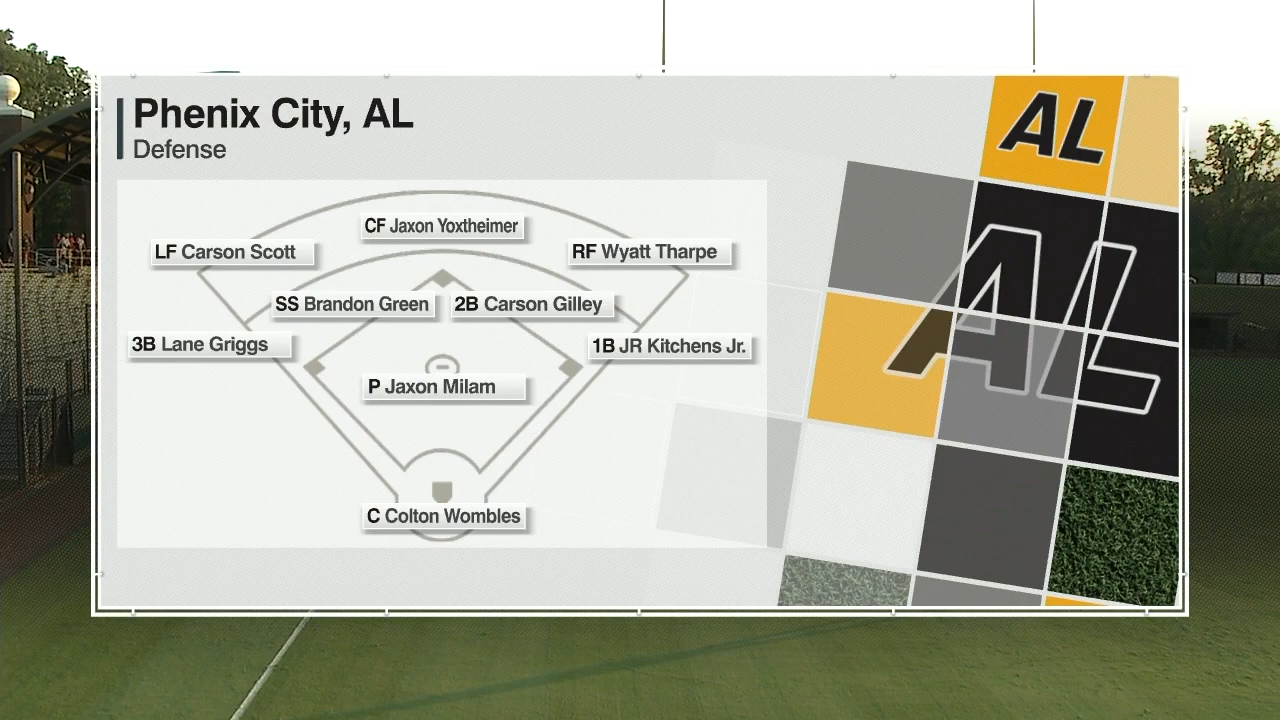 Phenix City, AL
Defense
AL
AL
CF Jaxon Yoxtheimer
LF Carson Scott
RF Wyatt Tharpe
SS Brandon Green
2B Carson Gilley
3B Lane Griggs
1B JR Kitchens Jr.
P Jaxon Milam
C Colton Wombles